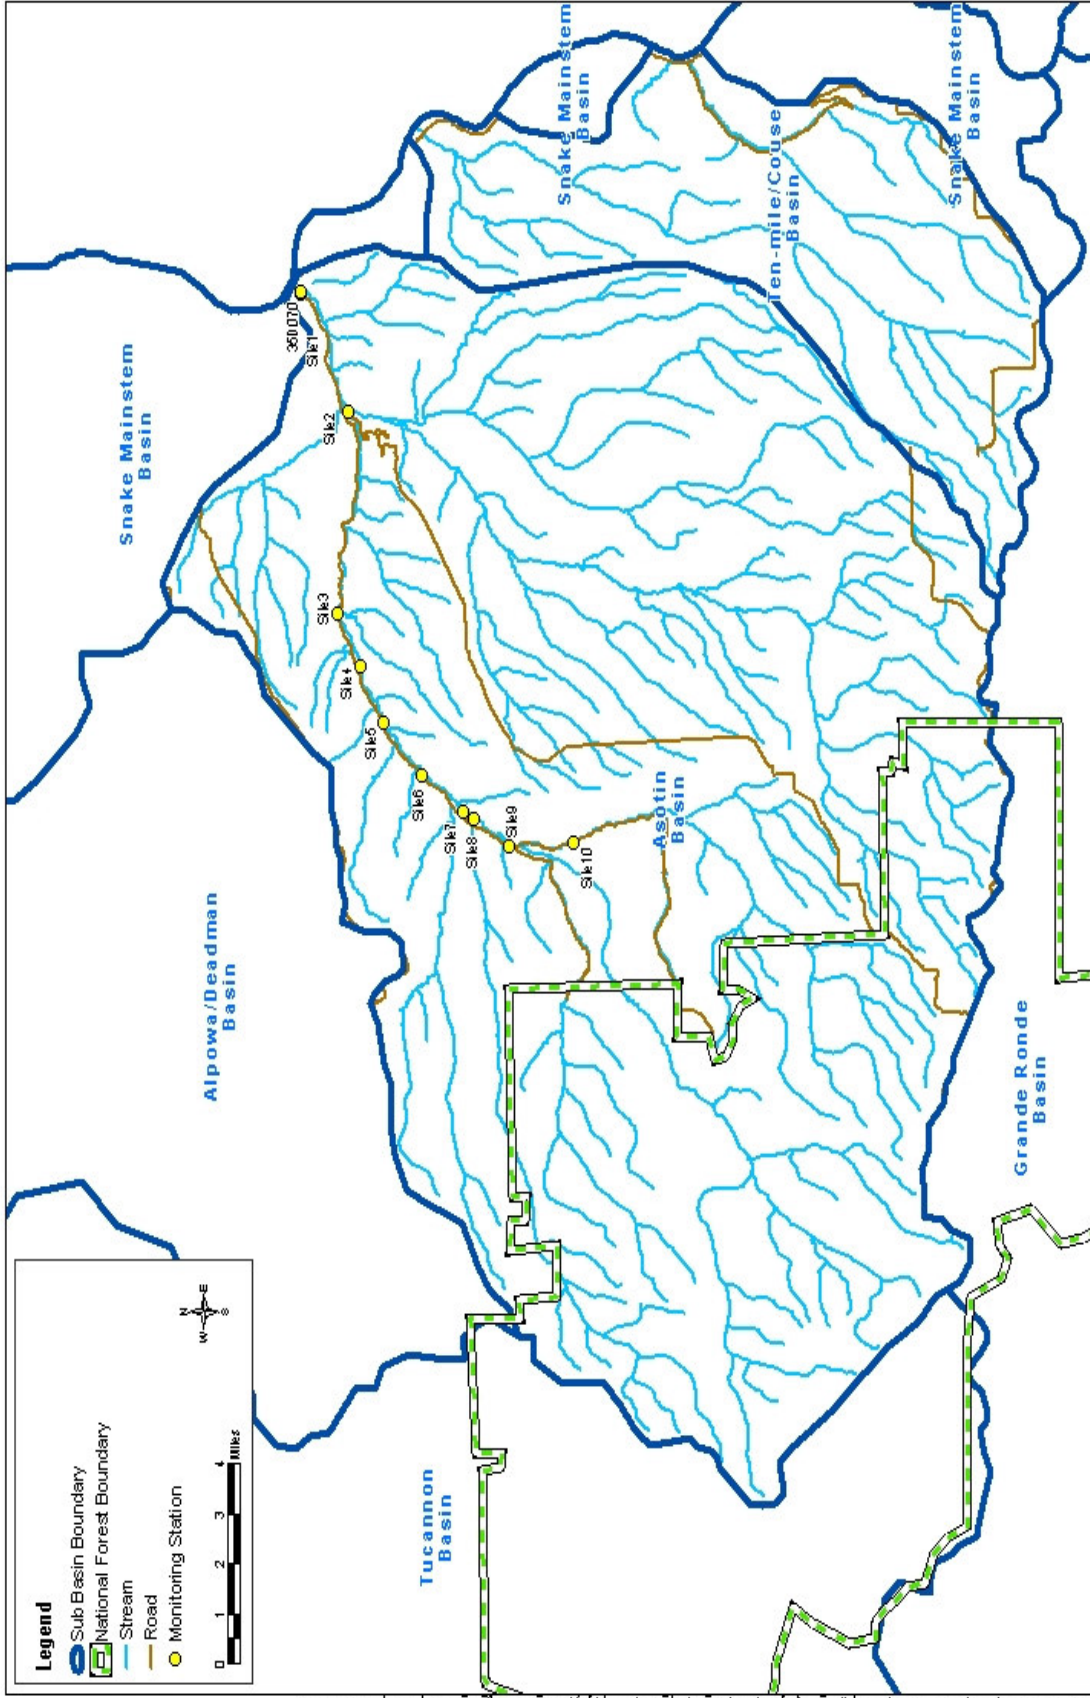 Legend
Sub Basin Boundary
National Forest Boundary
Stream
Road
Monitoring Station
0 1 2 3 4
Miles
N
W E
S
Tucannon
Basin
Alpowa/Deadman
Basin
Snake Mainstem
Basin
35D070
Site1
Site2
Site3
Site4
Site5
Site6
Site7
Site8
Site9
Site10
Asotin
Basin
Grande Ronde
Basin
Snake Mainstem
Basin
Ten-mile/Couse
Basin
Snake Mainstem
Basin